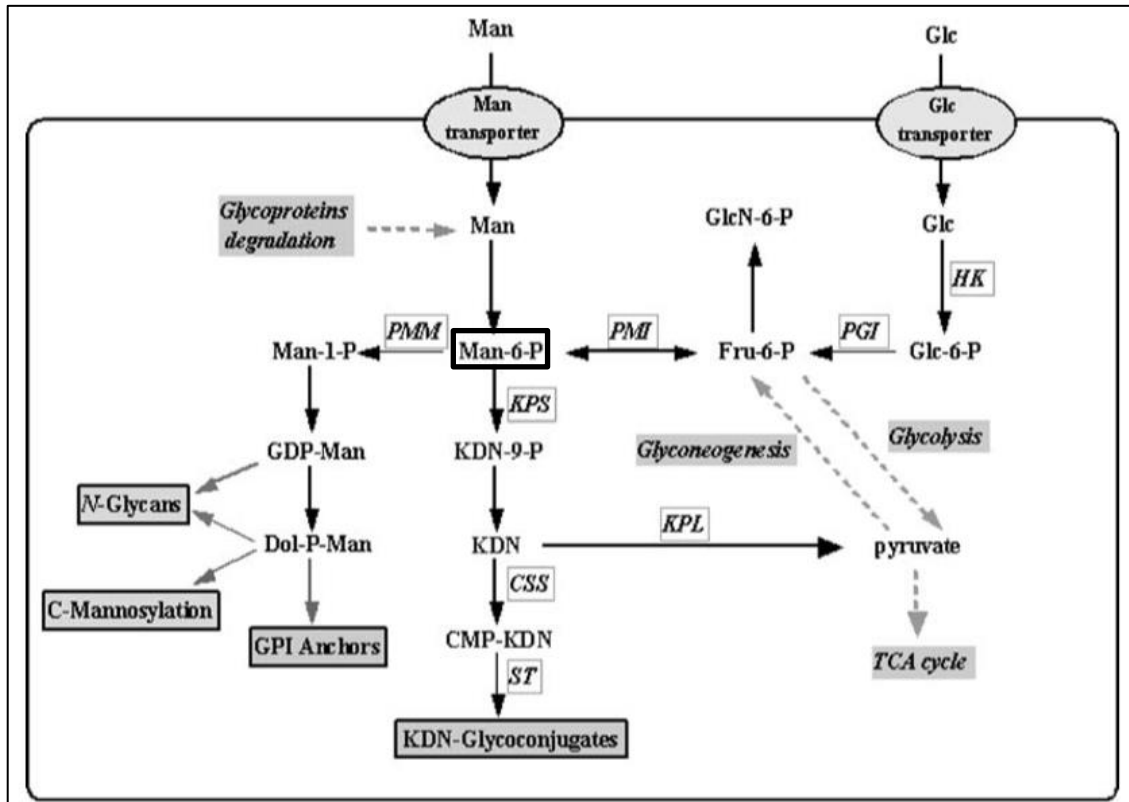 Man
Glc
Man
transporter
Glc
transporter
Glycoproteins
degradation
Man
GlcN-6-P
Glc
HK
PMM
PMI
PGI
Man-1-P
Man-6-P
Fru-6-P
Glc-6-P
KPS
GDP-Man
KDN-9-P
Glyconeogenesis
Glycolysis
N-Glycans
KPL
Dol-P-Man
KDN
pyruvate
CSS
C-Mannosylation
GPI Anchors
CMP-KDN
TCA cycle
ST
KDN-Glycoconjugates